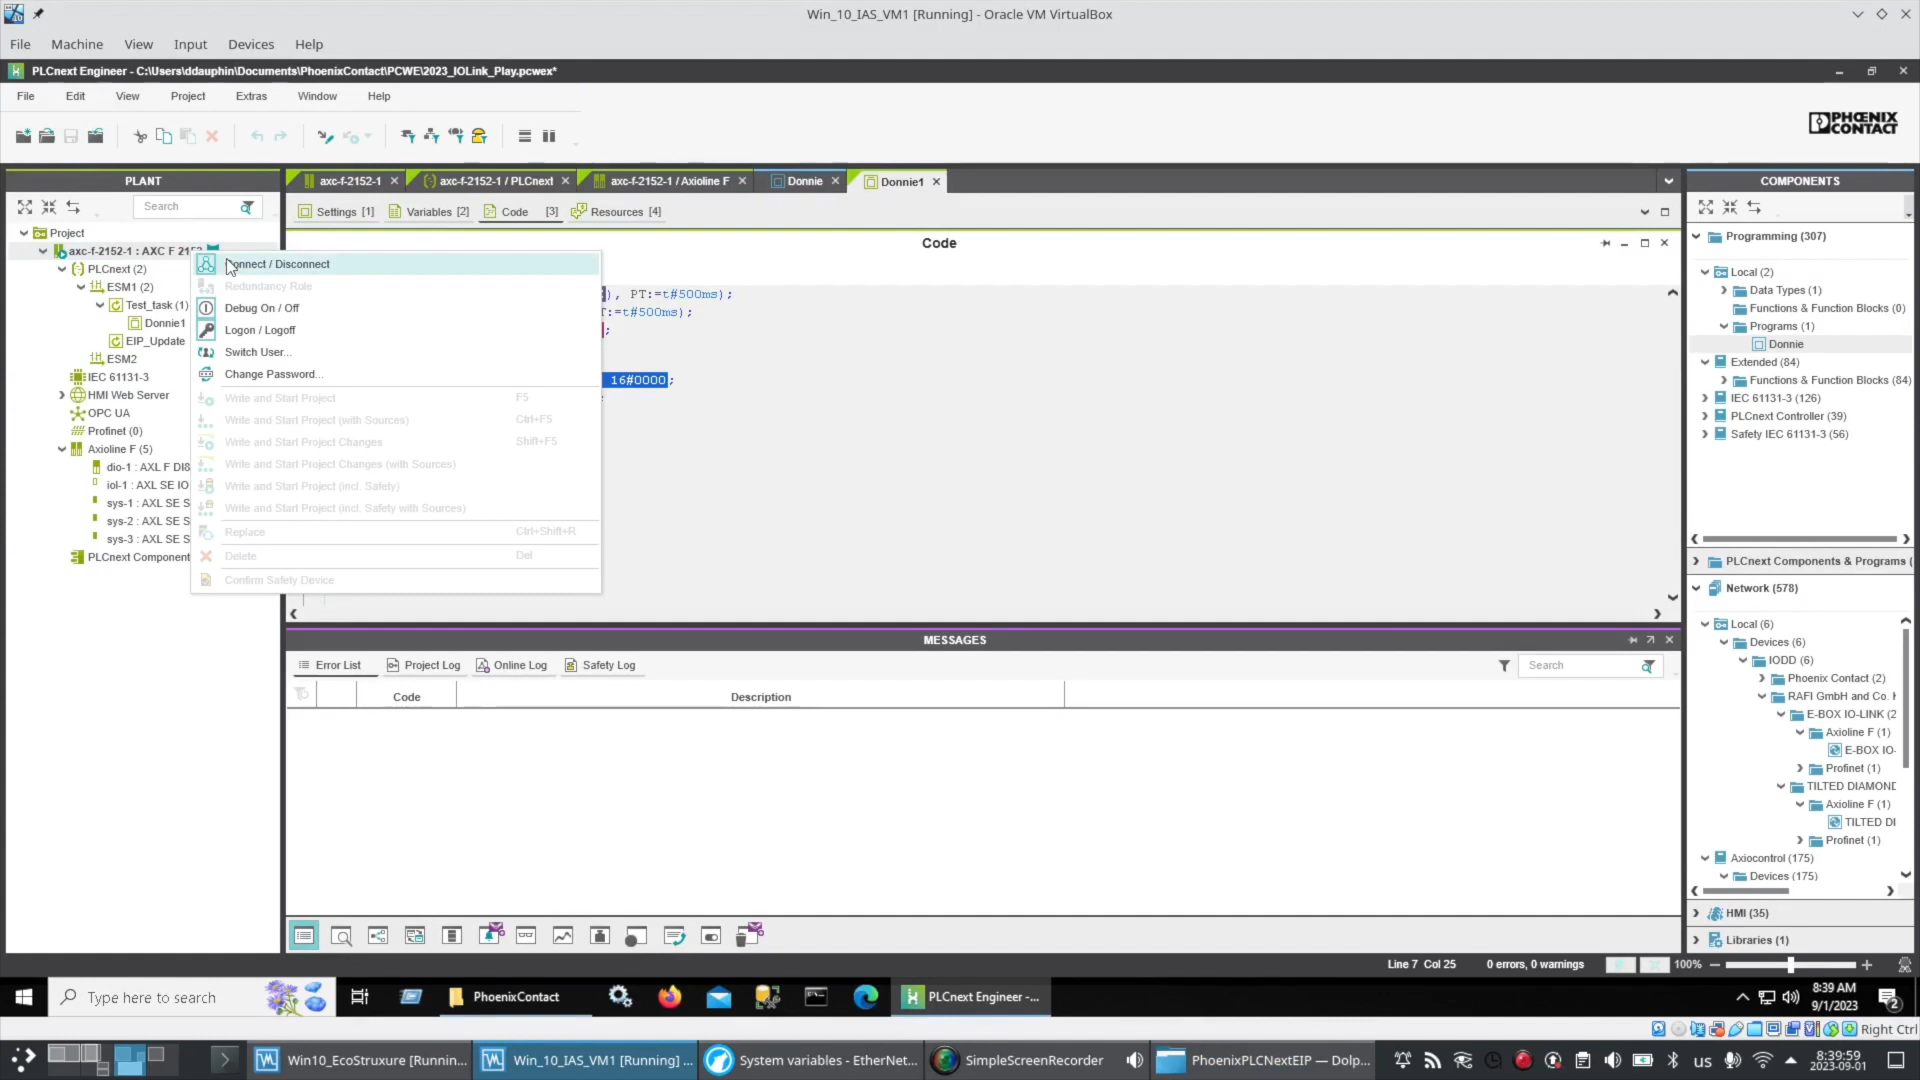 Win_10_IAS_VM1 [Running] - Oracle VM VirtualBox
File Machine View Input Devices Help
PLCnext Engineer - C:\Users\ddauphin\Documents\PhoenixContact\PCWE\2023_IOLink_Play.pcwex*
File Edit View Project Extras Window Help
PHŒNIX CONTACT
PLANT
Search
Project
axc-f-2152-1 : AXC F 2152
PLCnext (2)
ESM1 (2)
Test_task (1)
Donnie1
EIP_Update
ESM2
IEC 61131-3
HMI Web Server
OPC UA
Profinet (0)
Axioline F (5)
dio-1 : AXL F DI8
iol-1 : AXL SE IO
sys-1 : AXL SE S
sys-2 : AXL SE S
sys-3 : AXL SE S
PLCnext Component
Connect / Disconnect
Redundancy Role
Debug On / Off
Logon / Logoff
Switch User...
Change Password...
Write and Start Project F5
Write and Start Project (with Sources) Ctrl+F5
Write and Start Project Changes Shift+F5
Write and Start Project Changes (with Sources)
Write and Start Project (incl. Safety)
Write and Start Project (incl. Safety with Sources)
Replace Ctrl+Shift+R
Delete Del
Confirm Safety Device
axc-f-2152-1 axc-f-2152-1 / PLCnext axc-f-2152-1 / Axioline F Donnie Donnie1
Settings [1] Variables [2] Code [3] Resources [4]
Code
), PT:=t#500ms);
T:=t#500ms);
;
16#0000;
MESSAGES
Error List Project Log Online Log Safety Log Search
Code Description
COMPONENTS
Programming (307)
Local (2)
Data Types (1)
Functions & Function Blocks (0)
Programs (1)
Donnie
Extended (84)
Functions & Function Blocks (84)
IEC 61131-3 (126)
PLCnext Controller (39)
Safety IEC 61131-3 (56)
PLCnext Components & Programs (
Network (578)
Local (6)
Devices (6)
IODD (6)
Phoenix Contact (2)
RAFI GmbH and Co. K
E-BOX IO-LINK (2
Axioline F (1)
E-BOX IO-
Profinet (1)
TILTED DIAMOND
Axioline F (1)
TILTED DI
Profinet (1)
Axiocontrol (175)
Devices (175)
HMI (35)
Libraries (1)
Line 7 Col 25 0 errors, 0 warnings 100%
Type here to search PhoenixContact PLCnext Engineer -... 8:39 AM
9/1/2023 2
Right Ctrl
Win10_EcoStruxure [Runnin... Win_10_IAS_VM1 [Running] ... System variables - EtherNet... SimpleScreenRecorder PhoenixPLCNextEIP — Dolp... us 8:39:59
2023-09-01